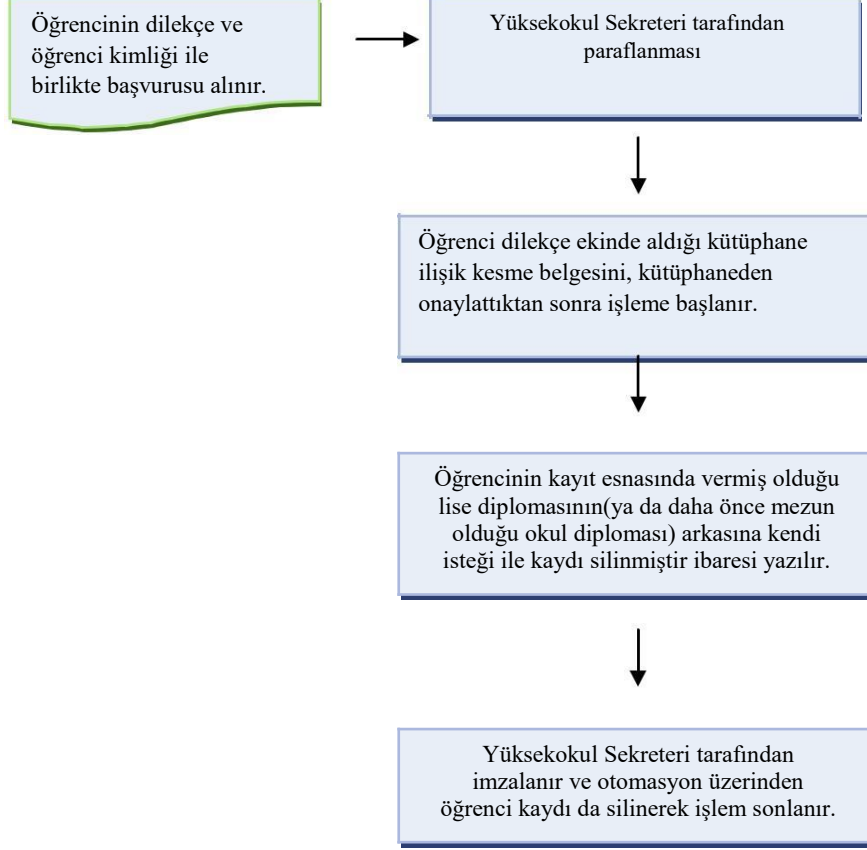 Öğrencinin dilekçe ve
öğrenci kimliği ile
birlikte başvurusu alınır.
Yüksekokul Sekreteri tarafından
paraflanması
Öğrenci dilekçe ekinde aldığı kütüphane
ilişik kesme belgesini, kütüphaneden
onaylattıktan sonra işleme başlanır.
Öğrencinin kayıt esnasında vermiş olduğu
lise diplomasının(ya da daha önce mezun
olduğu okul diploması) arkasına kendi
isteği ile kaydı silinmiştir ibaresi yazılır.
Yüksekokul Sekreteri tarafından
imzalanır ve otomasyon üzerinden
öğrenci kaydı da silinerek işlem sonlanır.